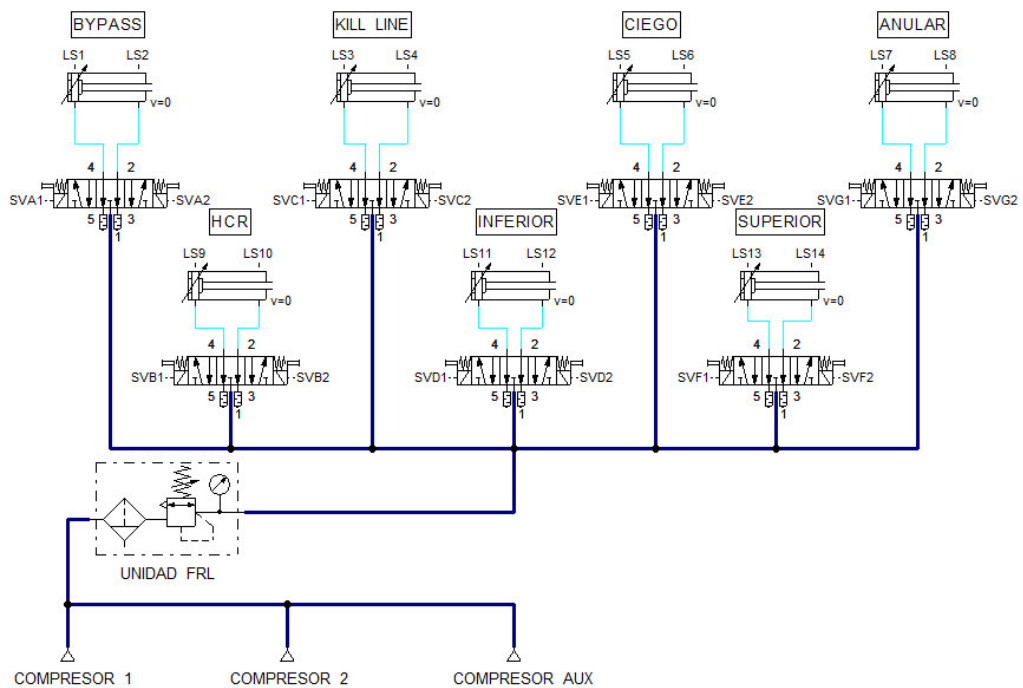 BYPASS KILL LINE CIEGO ANULAR
LS1 LS2 LS3 LS4 LS5 LS6 LS7 LS8
v=0 v=0 v=0 v=0
4 2 4 2 4 2 4 2
SVA1 SVA2 SVC1 SVC2 SVE1 SVE2 SVG1 SVG2
5 3 5 3 5 3 5 3
1 1 1 1
HCR INFERIOR SUPERIOR
LS9 LS10 LS11 LS12 LS13 LS14
v=0 v=0 v=0
4 2 4 2 4 2
SVB1 SVB2 SVD1 SVD2 SVF1 SVF2
5 3 5 3 5 3
1 1 1
UNIDAD FRL
COMPRESOR 1 COMPRESOR 2 COMPRESOR AUX